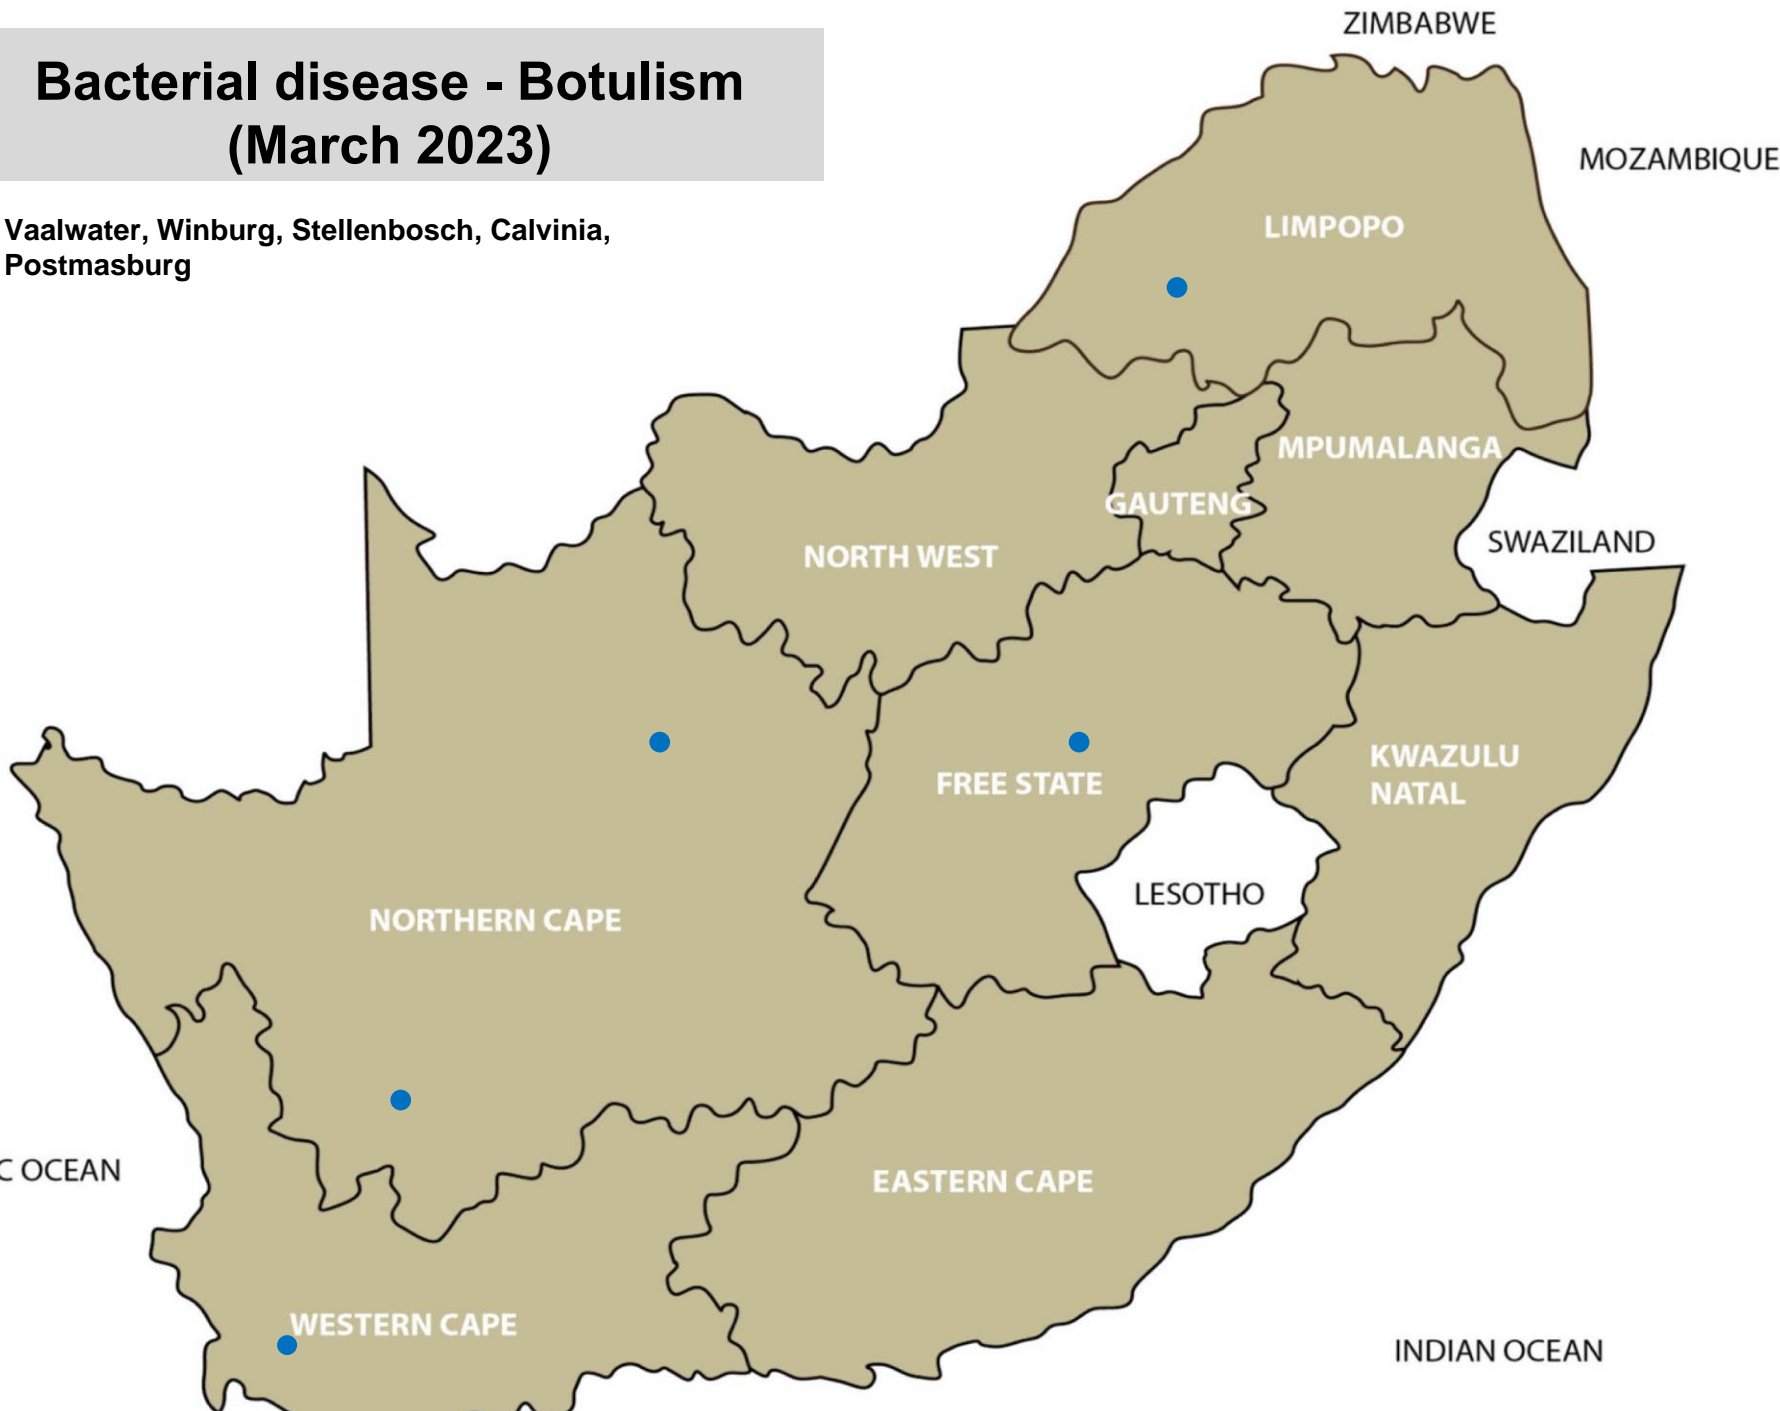 ZIMBABWE
Bacterial disease - Botulism
(March 2023)
MOZAMBIQUE
Vaalwater, Winburg, Stellenbosch, Calvinia,
Postmasburg
LIMPOPO
MPUMALANGA
GAUTENG
SWAZILAND
NORTH WEST
KWAZULU
NATAL
FREE STATE
LESOTHO
NORTHERN CAPE
C OCEAN
EASTERN CAPE
WESTERN CAPE
INDIAN OCEAN